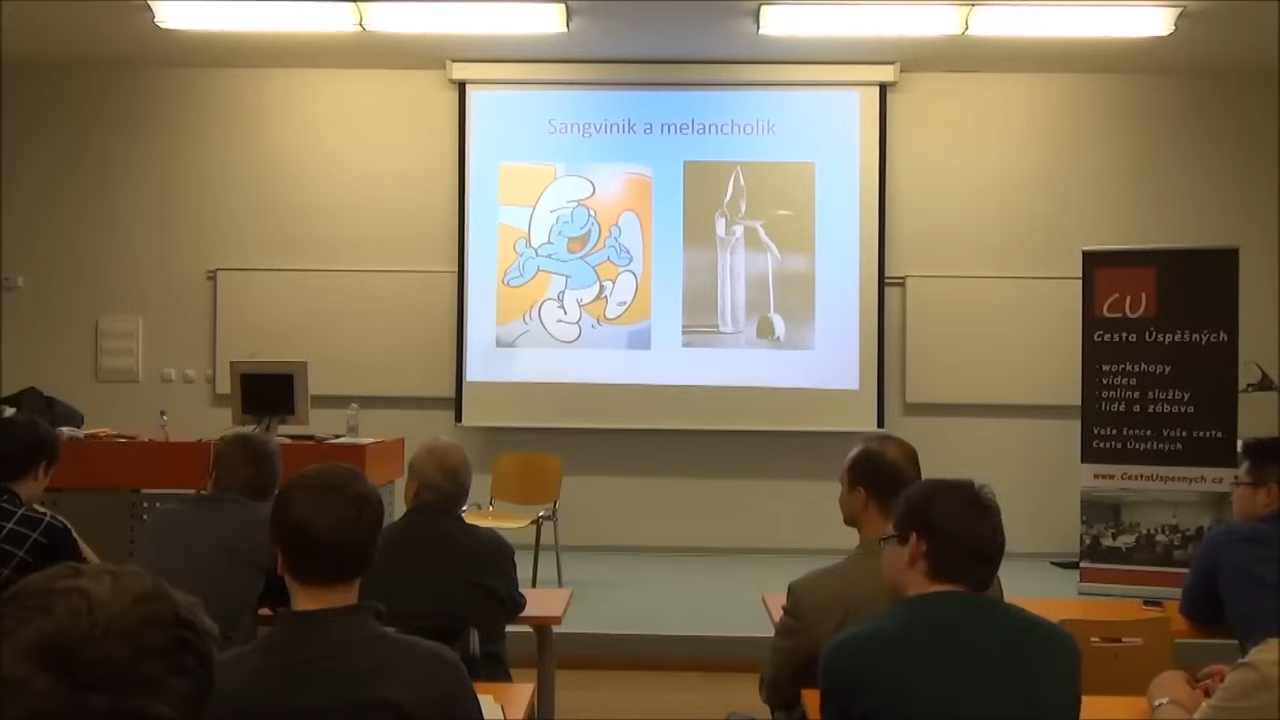 Sangvinik a melancholik
CU
Cesta Úspěšných
· workshopy
· videa
· online služby
· lidé a zábava
Vaše šance. Vaše cesta.
Cesta Úspěšných
www.CestaUspesnych.cz